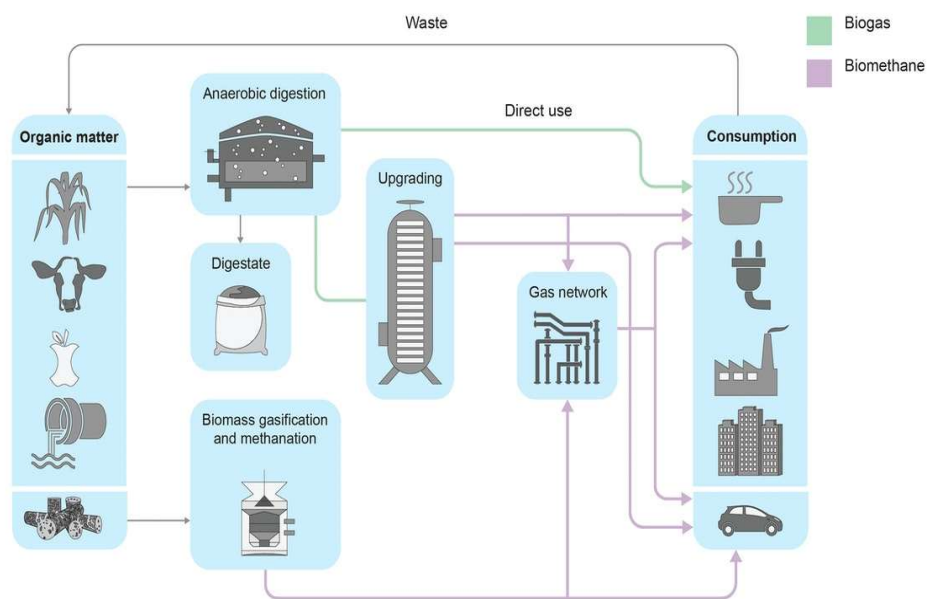 Waste
Biogas
Biomethane
Anaerobic digestion
Direct use
Organic matter
Consumption
Upgrading
Digestate
Gas network
Biomass gasification
and methanation